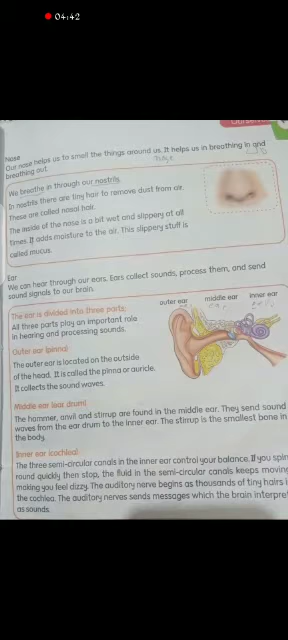 04:42
Nose
Our nose helps us to smell the things around us. It helps us in breathing in and
breathing out.
We breathe in through our nostrils.
In nostrils there are tiny hair to remove dust from air.
These are called nasal hair.
The inside of the nose is a bit wet and slippery at all
times. It adds moisture to the air. This slippery stuff is
called mucus.
Ear
We can hear through our ears. Ears collect sounds, process them, and send
sound signals to our brain.
The ear is divided into three parts:
All three parts play an important role
in hearing and processing sounds.
outer ear middle ear inner ear
Outer ear (pinna)
The outer ear is located on the outside
of the head. It is called the pinna or auricle.
It collects the sound waves.
Middle ear (ear drum)
The hammer, anvil and stirrup are found in the middle ear. They send sound
waves from the ear drum to the inner ear. The stirrup is the smallest bone in
the body.
Inner ear (cochlea)
The three semi-circular canals in the inner ear control your balance. If you spin
round quickly then stop, the fluid in the semi-circular canals keeps moving
making you feel dizzy. The auditory nerve begins as thousands of tiny hairs i
the cochlea. The auditory nerves sends messages which the brain interpret
as sounds.